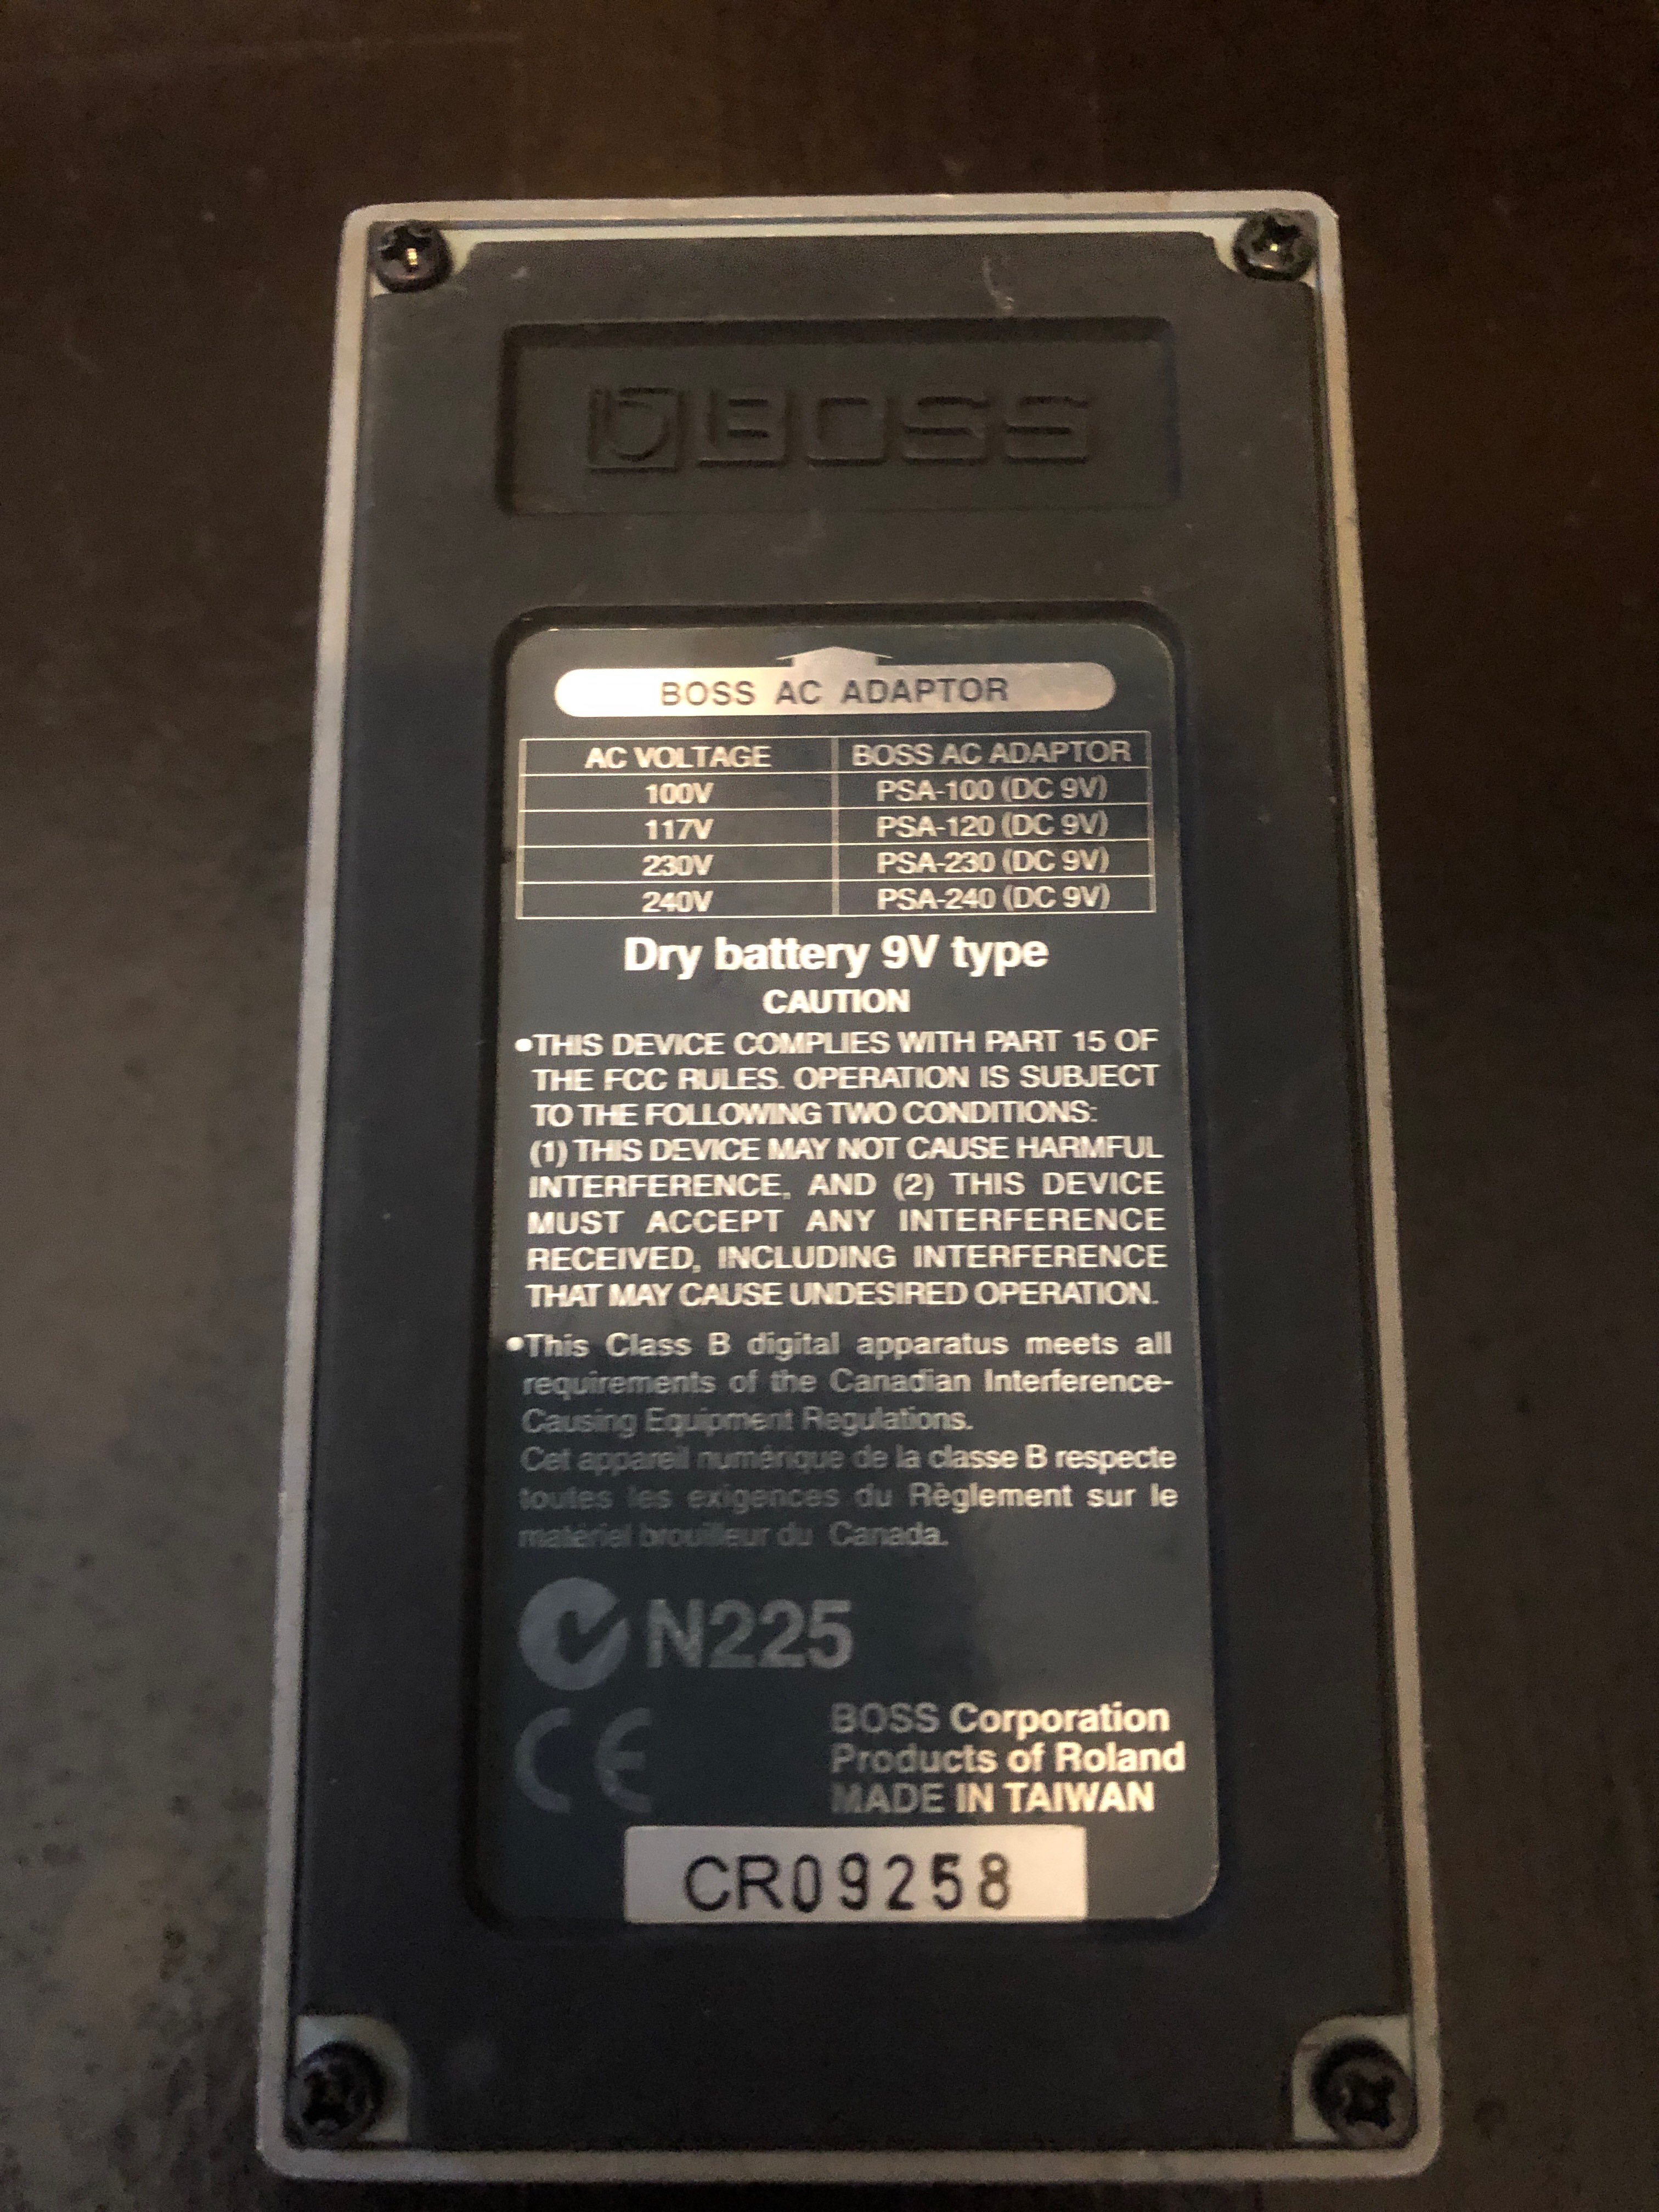 BOSS
BOSS AC ADAPTOR
AC VOLTAGE BOSS AC ADAPTOR
100V PSA-100 (DC 9V)
117V PSA-120 (DC 9V)
230V PSA-230 (DC 9V)
240V PSA-240 (DC 9V)
Dry battery 9V type
CAUTION
●THIS DEVICE COMPLIES WITH PART 15 OF
THE FCC RULES. OPERATION IS SUBJECT
TO THE FOLLOWING TWO CONDITIONS:
(1) THIS DEVICE MAY NOT CAUSE HARMFUL
INTERFERENCE, AND (2) THIS DEVICE
MUST ACCEPT ANY INTERFERENCE
RECEIVED, INCLUDING INTERFERENCE
THAT MAY CAUSE UNDESIRED OPERATION.
●This Class B digital apparatus meets all
requirements of the Canadian Interference-
Causing Equipment Regulations.
Cet appareil numérique de la classe B respecte
toutes les exigences du Règlement sur le
matériel brouilleur du Canada.
N225
CE
BOSS Corporation
Products of Roland
MADE IN TAIWAN
CR09258